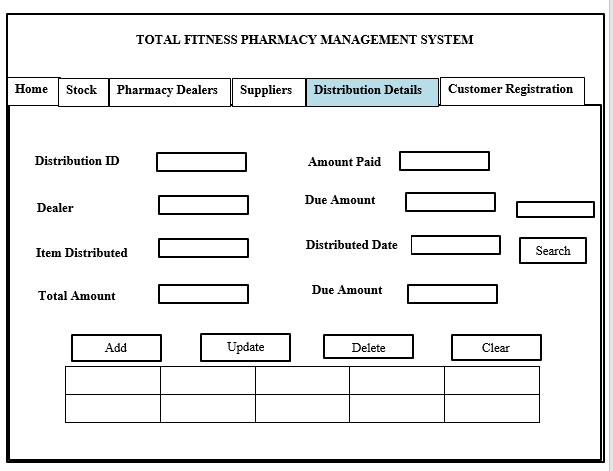 TOTAL FITNESS PHARMACY MANAGEMENT SYSTEM
Home Stock Pharmacy Dealers Suppliers Distribution Details Customer Registration
Distribution ID Amount Paid
Dealer Due Amount
Item Distributed Distributed Date Search
Total Amount Due Amount
Add Update Delete Clear